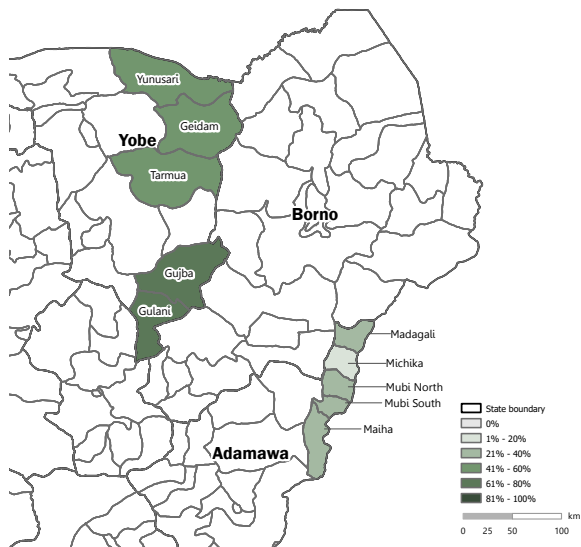 Yunusari
Geidam
Yobe
Tarmua
Borno
Gujba
Gulani
Madagali
Michika
Mubi North
Mubi South
Maiha
Adamawa
State boundary
0%
1% - 20%
21% - 40%
41% - 60%
61% - 80%
81% - 100%
km
0 25 50 100